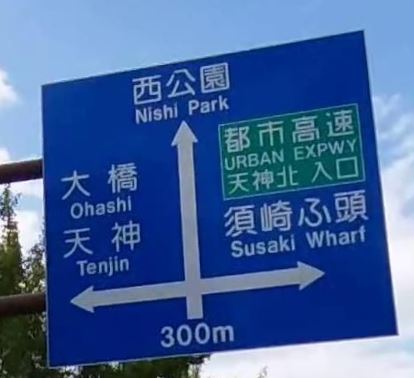 西公園
Nishi Park
都市高速
URBAN EXPWY
天神北 入口
大橋
Ohashi
天神
Tenjin
須崎ふ頭
Susaki Wharf
300m